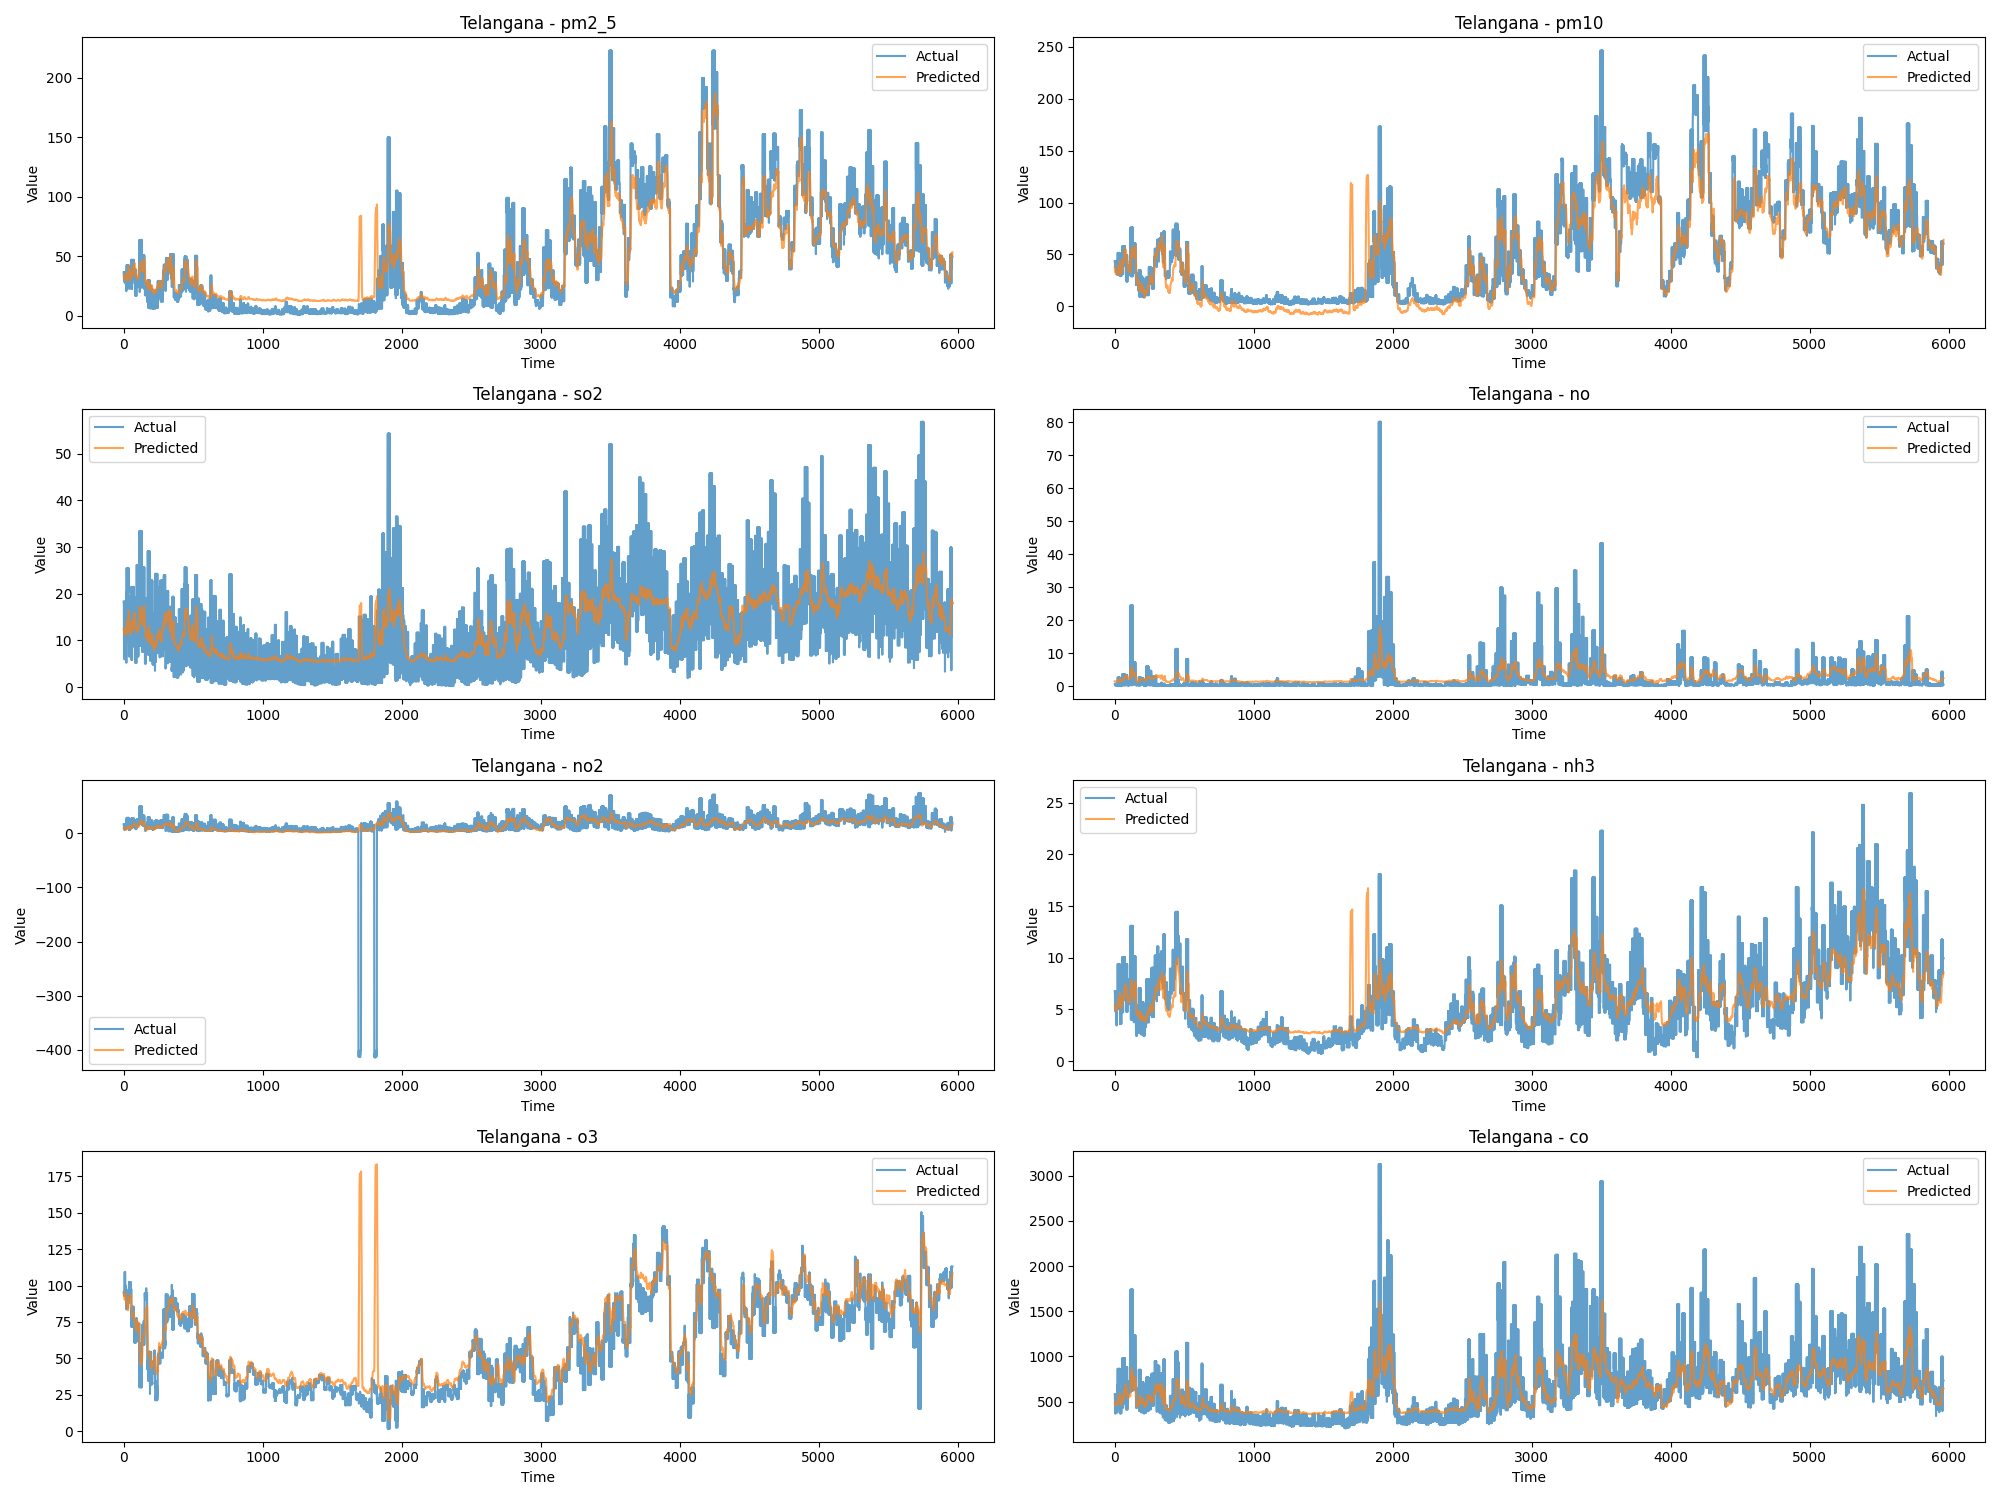 Telangana - pm2_5
Value
200
150
100
50
0
Actual
Predicted
0 1000 2000 3000 4000 5000 6000
Time
Telangana - pm10
Value
250
200
150
100
50
0
Actual
Predicted
0 1000 2000 3000 4000 5000 6000
Time
Telangana - so2
Value
50
40
30
20
10
0
Actual
Predicted
0 1000 2000 3000 4000 5000 6000
Time
Telangana - no
Value
80
70
60
50
40
30
20
10
0
Actual
Predicted
0 1000 2000 3000 4000 5000 6000
Time
Telangana - no2
Value
0
−100
−200
−300
−400
Actual
Predicted
0 1000 2000 3000 4000 5000 6000
Time
Telangana - nh3
Value
25
20
15
10
5
0
Actual
Predicted
0 1000 2000 3000 4000 5000 6000
Time
Telangana - o3
Value
175
150
125
100
75
50
25
0
Actual
Predicted
0 1000 2000 3000 4000 5000 6000
Time
Telangana - co
Value
3000
2500
2000
1500
1000
500
Actual
Predicted
0 1000 2000 3000 4000 5000 6000
Time